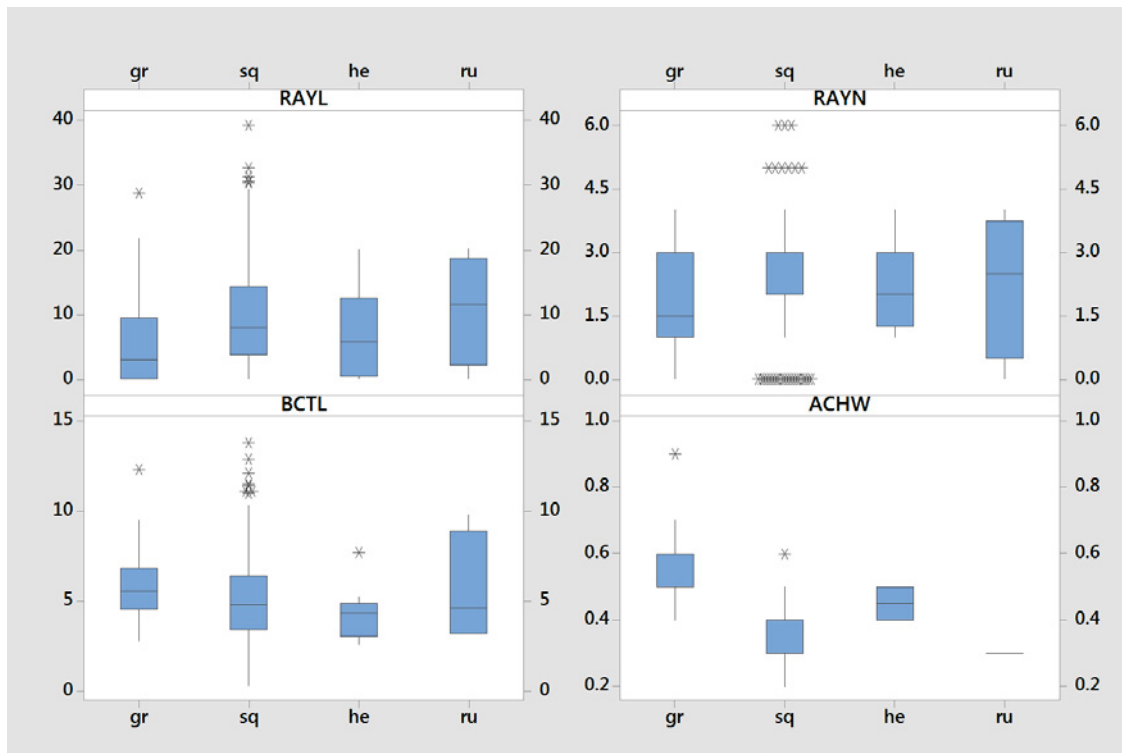 gr sq he ru gr sq he ru
RAYL RAYN
40 40 6.0 6.0
30 30 4.5 4.5
20 20 3.0 3.0
10 10 1.5 1.5
0 0 0.0 0.0
BCTL ACHW
15 15 1.0 1.0
0.8 0.8
10 10
0.6 0.6
5 5
0.4 0.4
0 0 0.2 0.2
gr sq he ru gr sq he ru